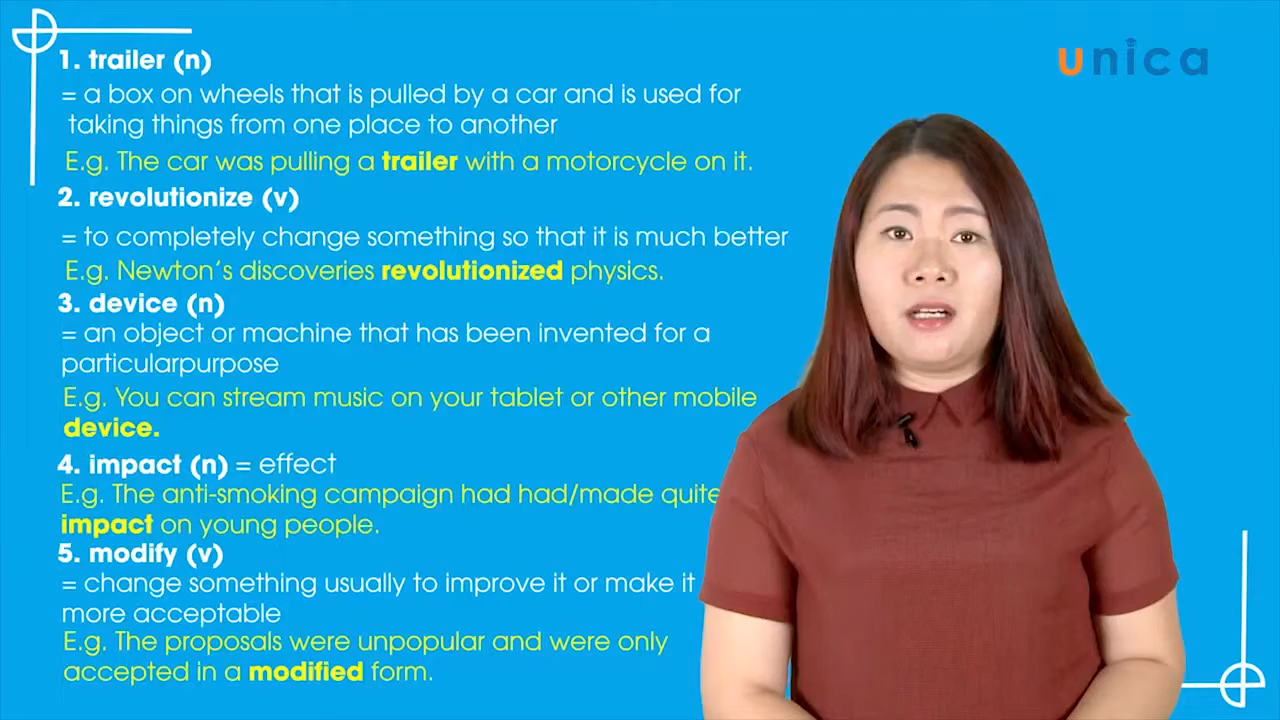 unica
1. trailer (n)
= a box on wheels that is pulled by a car and is used for
taking things from one place to another
E.g. The car was pulling a trailer with a motorcycle on it.
2. revolutionize (v)
= to completely change something so that it is much better
E.g. Newton's discoveries revolutionized physics.
3. device (n)
= an object or machine that has been invented for a
particularpurpose
E.g. You can stream music on your tablet or other mobile
device.
4. impact (n) = effect
E.g. The anti-smoking campaign had had/made quite
impact on young people.
5. modify (v)
= change something usually to improve it or make it
more acceptable
E.g. The proposals were unpopular and were only
accepted in a modified form.